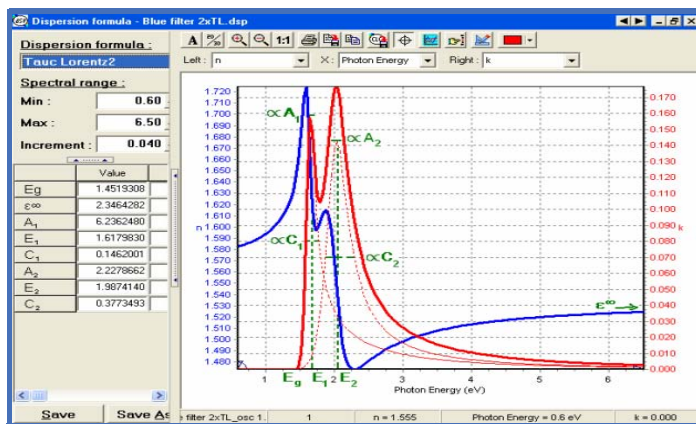 Dispersion formula - Blue filter 2xTL.dsp
Dispersion formula :
Tauc Lorentz2
Spectral range :
Min : 0.60
Max : 6.50
Increment : 0.040
Value
Eg 1.4519308
ε∞ 2.3464282
A1 6.2362480
E1 1.6179830
C1 0.1462001
A2 2.2278662
E2 1.9874140
C2 0.3773493
Save Save As
A 1:1
Left : n X : Photon Energy Right : k
1.720
1.710
1.700
1.690
1.680
1.670
1.660
1.650
1.640
1.630
1.620
1.610
1.600
1.590
1.580
1.570
1.560
1.550
1.540
1.530
1.520
1.510
1.500
1.490
1.480
n
∝A1
∝A2
∝C1
∝C2
ε∞
0.170
0.160
0.150
0.140
0.130
0.120
0.110
0.100
0.090
0.080
0.070
0.060
0.050
0.040
0.030
0.020
0.010
0.000
k
1 2 3 4 5 6
Eg E1 E2
Photon Energy (eV)
filter 2xTL_osc 1. 1 n = 1.555 Photon Energy = 0.6 eV k = 0.000